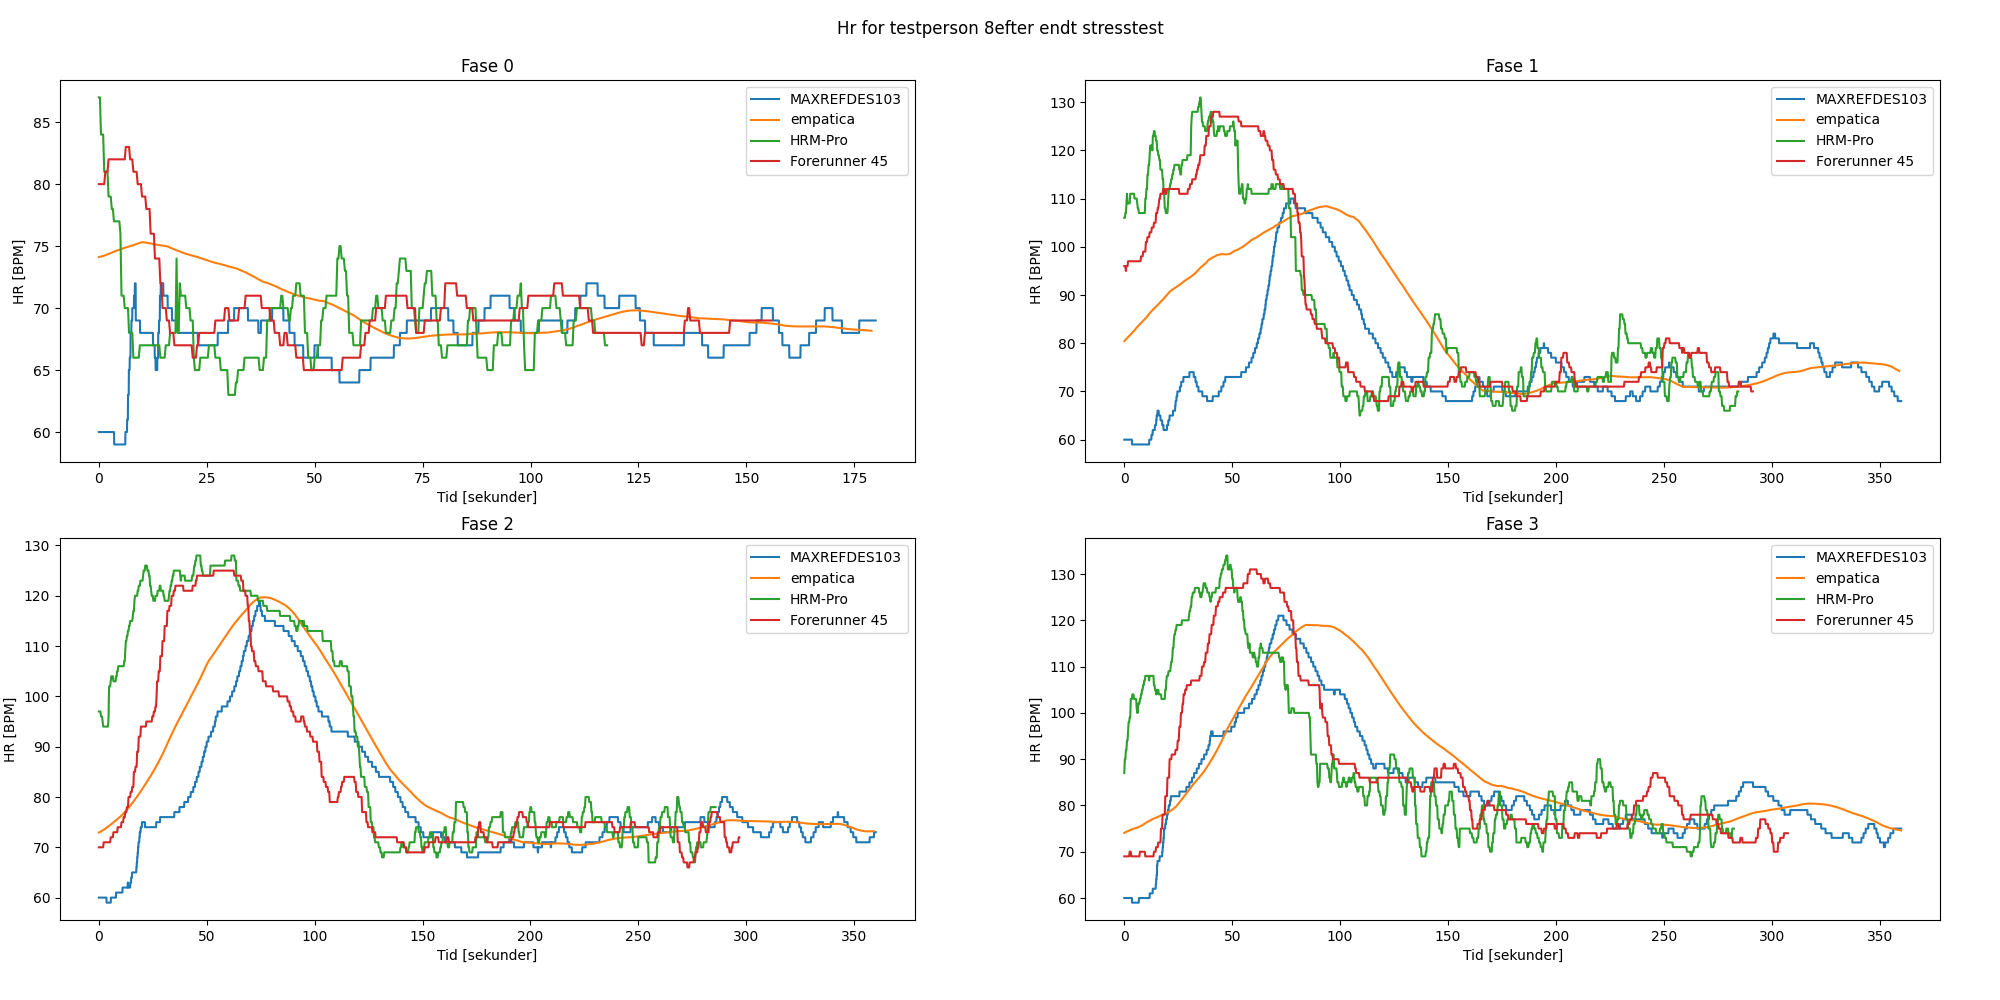 Hr for testperson 8efter endt stresstest
Fase 0
HR [BPM]
85
80
75
70
65
60
0 25 50 75 100 125 150 175
Tid [sekunder]
MAXREFDES103
empatica
HRM-Pro
Forerunner 45
Fase 1
HR [BPM]
130
120
110
100
90
80
70
60
0 50 100 150 200 250 300 350
Tid [sekunder]
MAXREFDES103
empatica
HRM-Pro
Forerunner 45
Fase 2
HR [BPM]
130
120
110
100
90
80
70
60
0 50 100 150 200 250 300 350
Tid [sekunder]
MAXREFDES103
empatica
HRM-Pro
Forerunner 45
Fase 3
HR [BPM]
130
120
110
100
90
80
70
60
0 50 100 150 200 250 300 350
Tid [sekunder]
MAXREFDES103
empatica
HRM-Pro
Forerunner 45